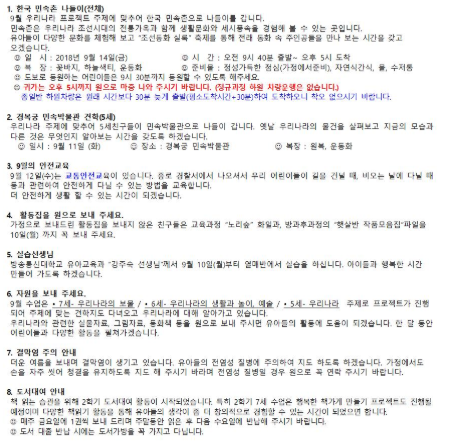 1. 한국 민속촌 나들이(전체)
9월 우리나라 프로젝트 주제에 맞추어 한국 민속촌으로 나들이를 갑니다.
민속촌은 우리나라 조선시대의 전통가옥과 함께 생활문화와 세시풍속을 경험해 볼 수 있는 곳입니다.
유아들이 다양한 문화를 체험해 보고 "조선동화 실록" 축제를 통해 전래 동화 속 주인공들을 만나 보는 시간을 갖고
오겠습니다.
☺ 일 시 : 2018년 9월 14일(금) ☺ 시 간 : 오전 9시 40분 출발~ 오후 5시 도착
☺ 복 장 : 꽃바지, 하늘색티, 운동화 ☺ 준비물 : 정성가득한 점심(가정에서준비), 자연식간식, 물, 수저통
☺ 도보로 등원하는 어린이들은 9시 30분까지 등원할 수 있도록 해주세요.
☺ 귀가는 오후 5시까지 원으로 마중 나와 주시기 바랍니다. (정규과정 하원 차량운행은 없습니다.)
종일반 하원차량은 원래 시간보다 30분 늦게 출발(평소도착시간+30분)하여 도착하오니 착오 없으시기 바랍니다.
2. 경복궁 민속박물관 견학(5세)
우리나라 주제에 맞추어 5세친구들이 민속박물관으로 나들이 갑니다. 옛날 우리나라의 물건을 살펴보고 지금의 모습과
다른 것은 무엇인지 알아보는 시간을 갖도록 하겠습니다.
☺ 일시 : 9월 11일 (화) ☺ 장소 : 경복궁 민속박물관 ☺ 복장 : 원복, 운동화
3. 9월의 안전교육
9월 12일(수)는 교통안전교육이 있습니다. 종로 경찰서에서 나오셔서 우리 어린이들이 길을 건널 때, 비오는 날에 다닐 때
등과 관련하여 안전하게 다닐 수 있는 방법을 교육합니다.
더 안전하게 생활 할 수 있는 시간이 되겠습니다.
4. 활동집을 원으로 보내 주세요.
가정으로 보내드린 활동집을 보내지 않은 친구들은 교육과정 "노리숲" 화일과, 방과후과정의 "햇살반 작품모음집"파일을
10일(월) 까지 꼭 보내 주세요.
5. 실습선생님
방송통신대학교 유아교육과 "강주숙 선생님"께서 9월 10일(월)부터 열매반에서 실습을 하십니다. 아이들과 행복한 시간
만들어 가도록 하겠습니다.
6. 자원을 보내 주세요.
9월 수업은 • 7세- 우리나라의 보물 / • 6세- 우리나라의 생활과 놀이, 예술 / • 5세- 우리나라 주제로 프로젝트가 진행
되어 주제에 맞는 견학지도 다녀오고 우리나라에 대해 알아가고 있습니다.
우리나라와 관련한 실물자료, 그림자료, 동화책 등을 원으로 보내 주시면 유아들의 활동에 도움이 되겠습니다. 한 달 동안
어린이들과 다양한 활동을 펼쳐가겠습니다.
7. 결막염 주의 안내
더운 여름을 보내며 결막염이 생기고 있습니다. 유아들의 전염성 질병에 주의하여 지도 하도록 하겠습니다. 가정에서도
손을 자주 씻어 청결을 유지하도록 지도 해 주시기 바라며 전염성 질병일 경우 원으로 꼭 연락 주시기 바랍니다.
8. 도서대여 안내
책 읽는 습관을 위해 2학기 도서대여 활동이 시작되었습니다. 특히 2학기 7세 수업은 행복한 책가게 만들기 프로젝트도 진행될
예정이며 다양한 책읽기 활동을 통해 유아들의 생각이 좀 더 창의적으로 경험할 수 있는 시간이 되었으면 합니다.
☺ 매주 금요일에 1권씩 보내 드리며 주말동안 읽은 후 다음 수요일에 반납해 주시기 바랍니다.
☺ 도서 대출 반납 시에는 도서가방을 꼭 가지고 다닙니다.